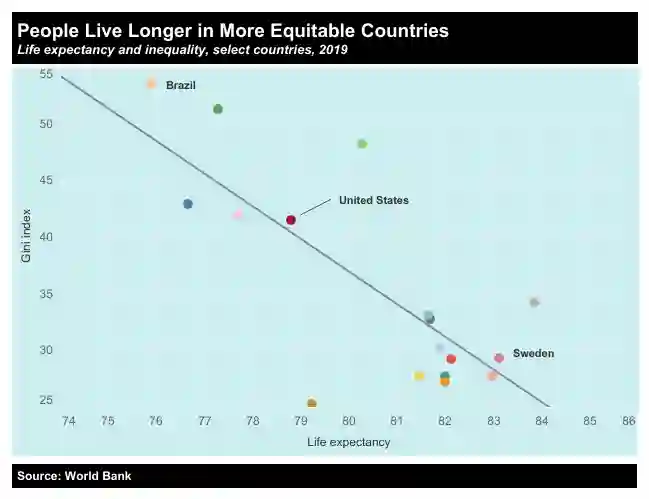 People Live Longer in More Equitable Countries
Life expectancy and inequality, select countries, 2019
55
Brazil
50
45
United States
40
Gini index
35
30
Sweden
25
74 75 76 77 78 79 80 81 82 83 84 85 86
Life expectancy
Source: World Bank